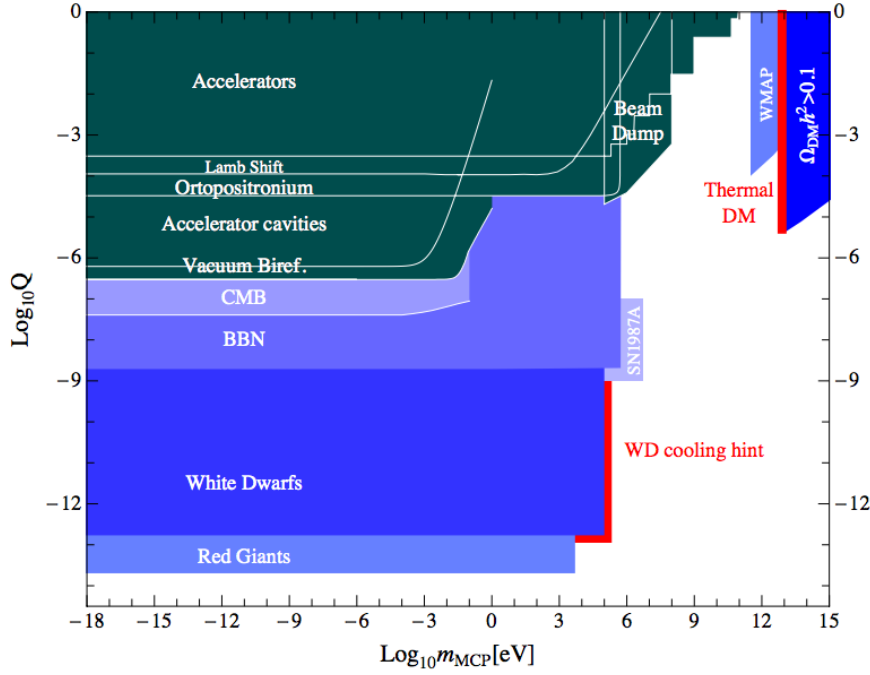 0
0
Accelerators
WMAP
Ω_DM h²>0.1
Beam
Dump
−3
−3
Lamb Shift
Ortopositronium
Thermal
DM
Accelerator cavities
−6
−6
Vacuum Biref.
CMB
Log₁₀Q
BBN
SN1987A
−9
−9
WD cooling hint
White Dwarfs
−12
−12
Red Giants
−18
−15
−12
−9
−6
−3
0
3
6
9
12
15
Log₁₀ m_MCP[eV]